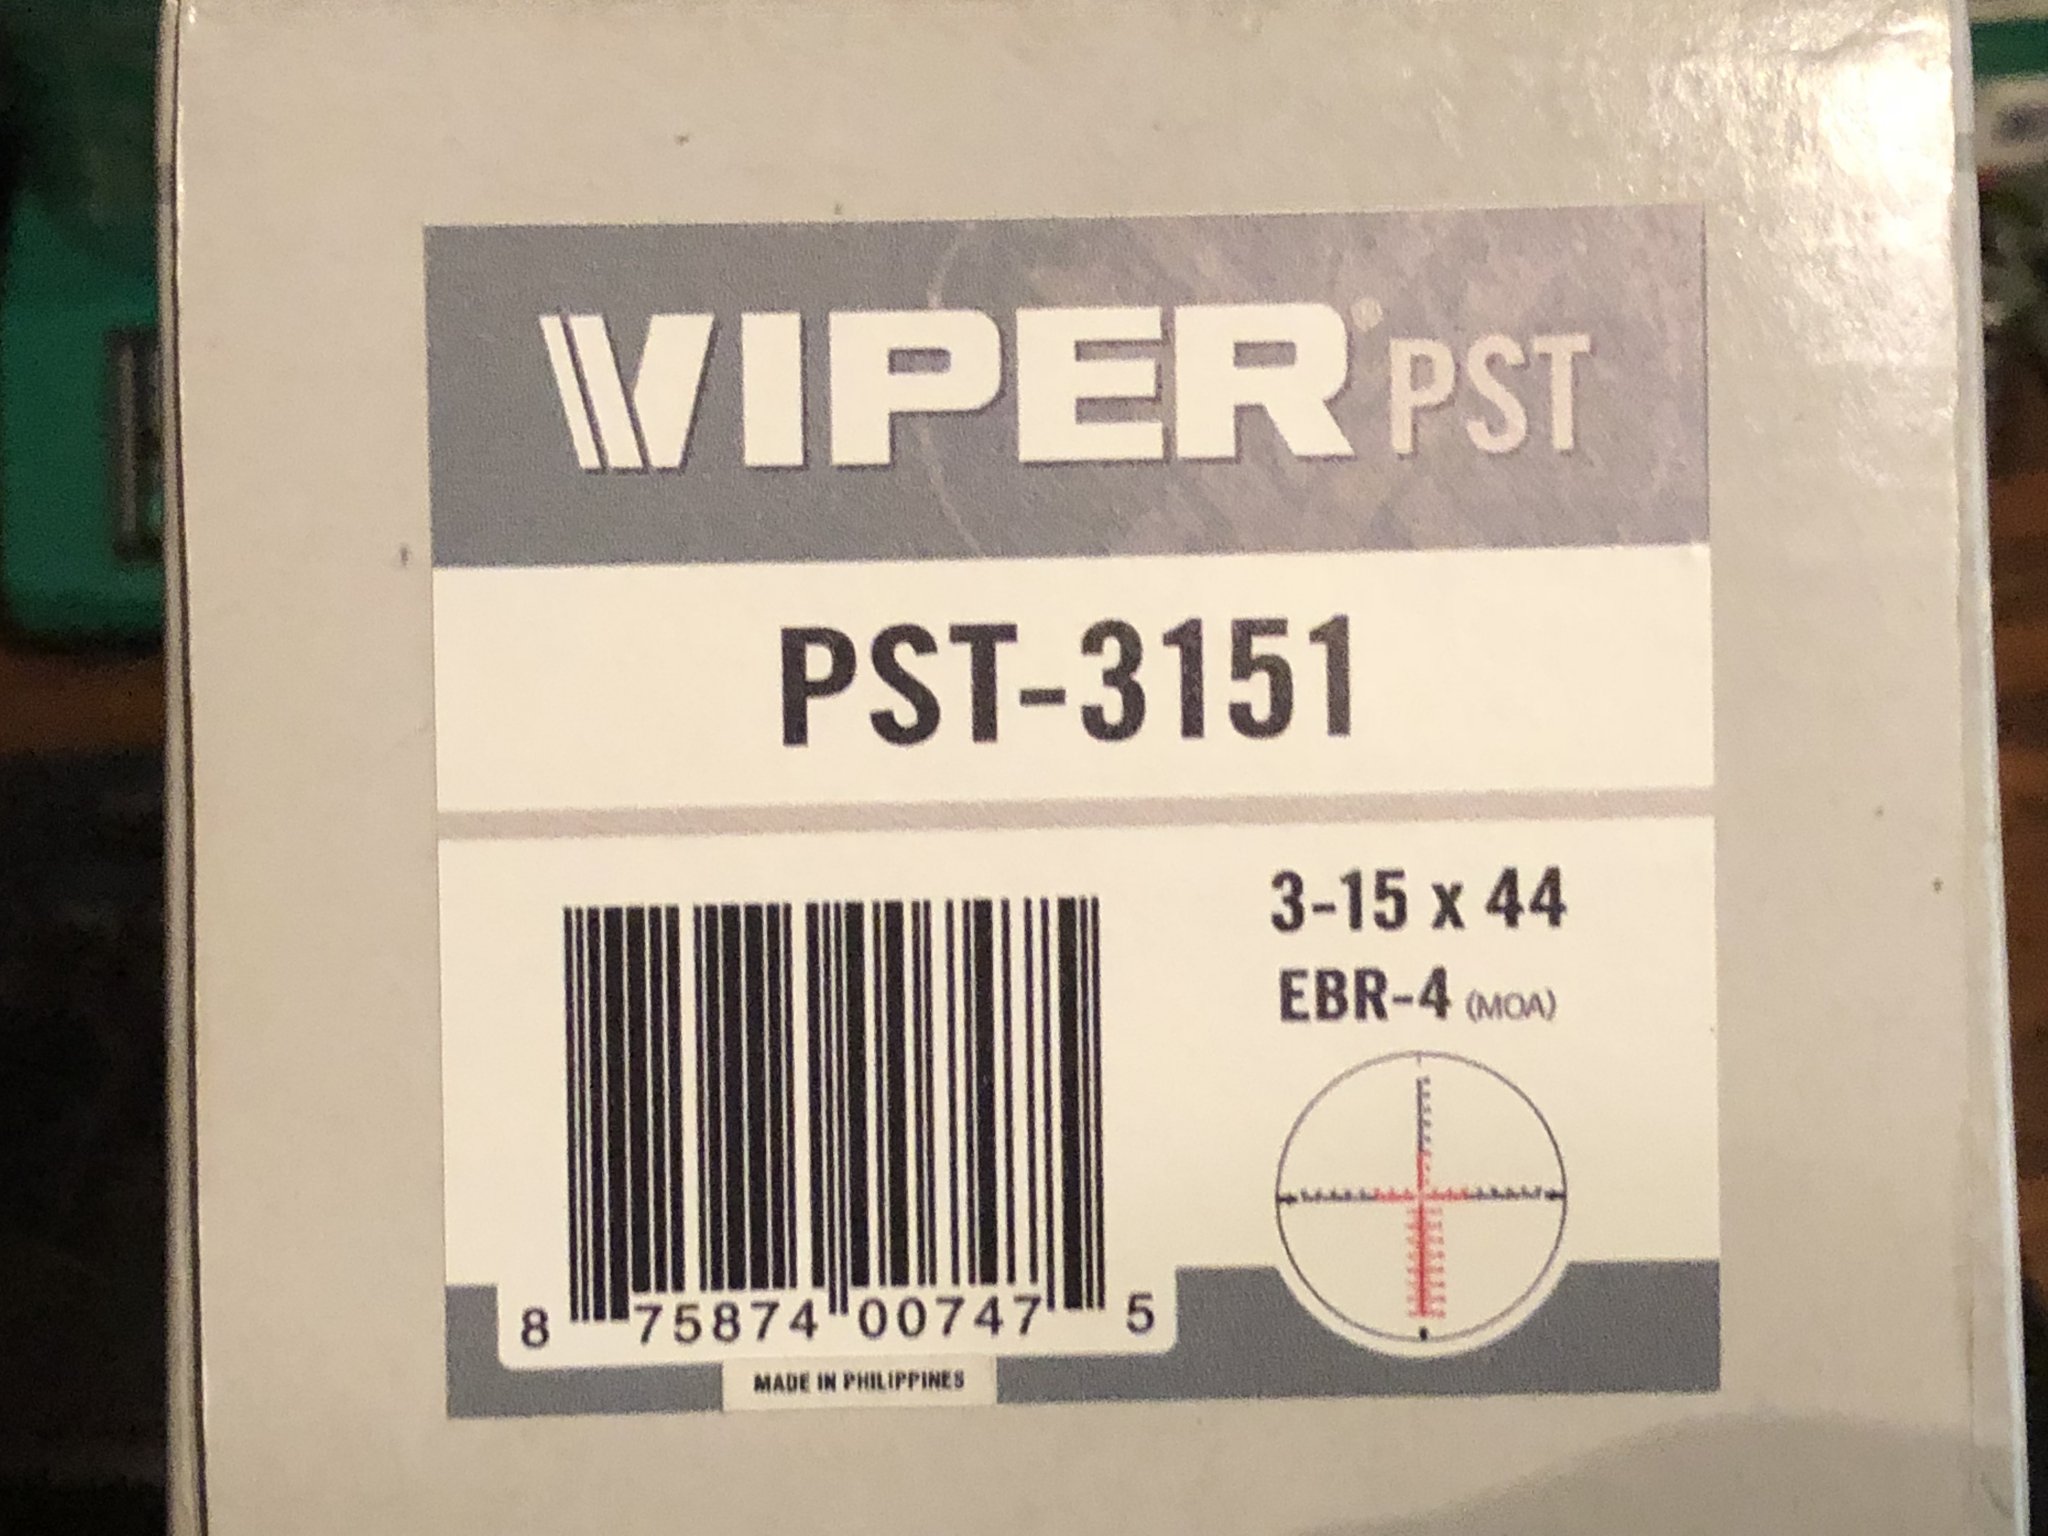 VIPER® PST
PST-3151
3-15 x 44
EBR-4 (MOA)
8 75874 00747 5
MADE IN PHILIPPINES